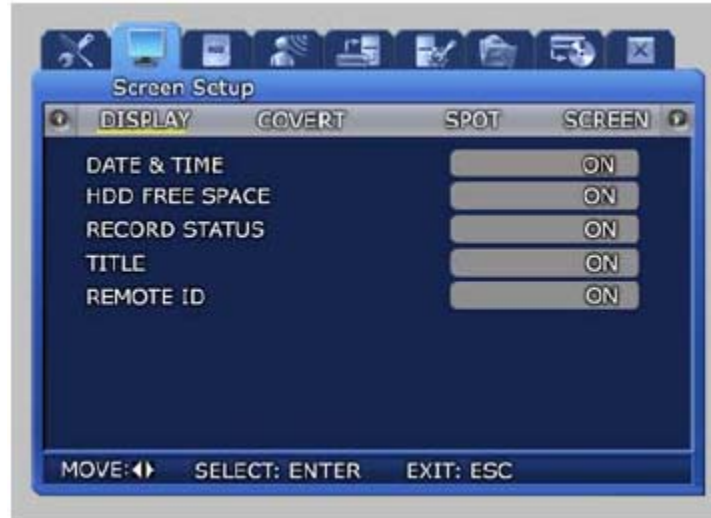 Screen Setup
DISPLAY COVERT SPOT SCREEN
DATE & TIME ON
HDD FREE SPACE ON
RECORD STATUS ON
TITLE ON
REMOTE ID ON
MOVE: SELECT: ENTER EXIT: ESC